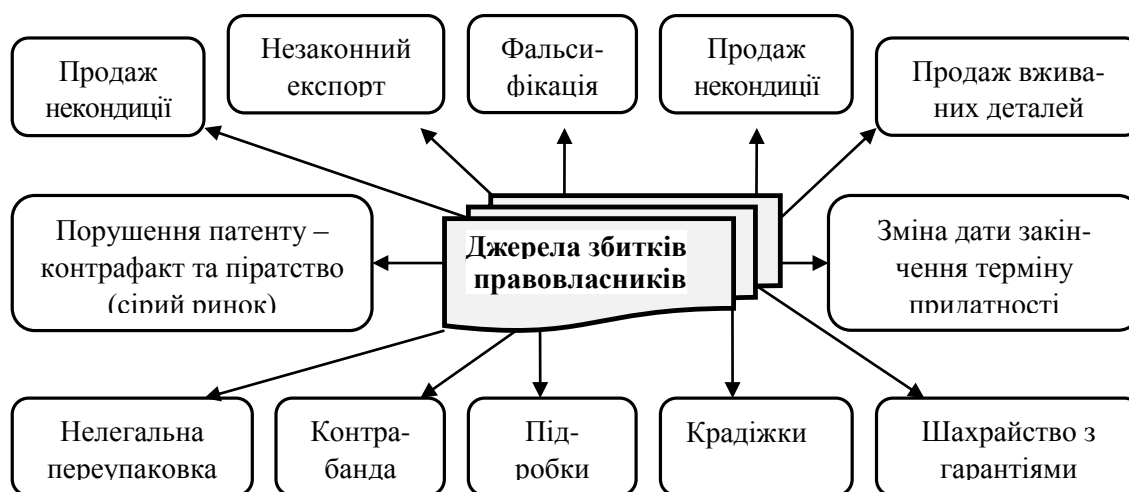 Продаж
некондиції
Незаконний
експорт
Фальси-
фікація
Продаж
некондиції
Продаж вжива-
них деталей
Порушення патенту –
контрафакт та піратство
(сірий ринок)
Джерела збитків
правовласників
Зміна дати закін-
чення терміну
придатності
Нелегальна
переупаковка
Контра-
банда
Під-
робки
Крадіжки
Шахрайство з
гарантіями